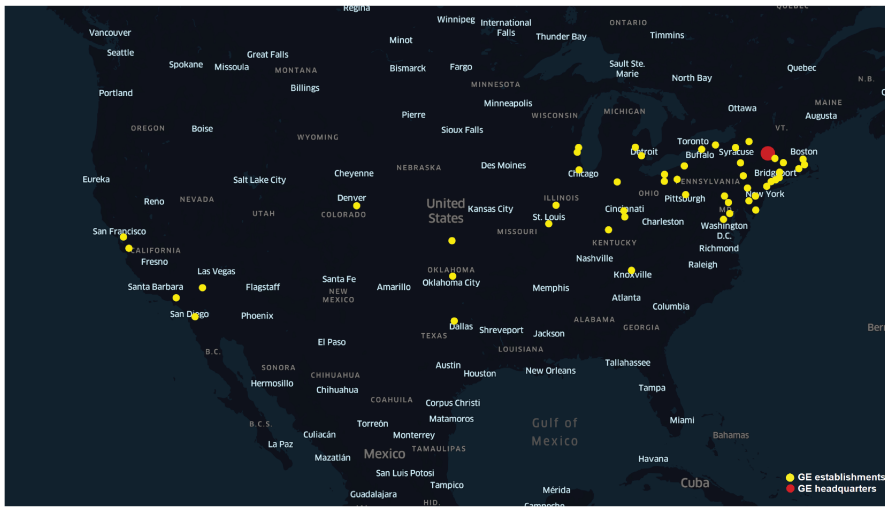 Regina
QUEBEC
Winnipeg
International
Falls
ONTARIO
Vancouver
Thunder Bay
Timmins
Minot
Seattle
Great Falls
Spokane
Missoula
MONTANA
Bismarck
Fargo
Sault Ste.
Marie
North Bay
Quebec
N.B.
Portland
Billings
MINNESOTA
Minneapolis
MAINE
Ottawa
Augusta
Pierre
WISCONSIN
MICHIGAN
OREGON
Boise
WYOMING
Sioux Falls
VT.
Toronto
Detroit
Buffalo
Syracuse
Boston
Eureka
Salt Lake City
Cheyenne
NEBRASKA
Des Moines
Chicago
Bridgeport
PENNSYLVANIA
OHIO
New York
Reno
NEVADA
Denver
COLORADO
UTAH
United
States
Kansas City
ILLINOIS
St. Louis
Cincinnati
Pittsburgh
MD.
Charleston
Washington
D.C.
San Francisco
MISSOURI
CALIFORNIA
Fresno
KENTUCKY
Richmond
Las Vegas
Nashville
Raleigh
Santa Barbara
Flagstaff
Santa Fe
NEW
MEXICO
Amarillo
OKLAHOMA
Oklahoma City
Memphis
Knoxville
Atlanta
Columbia
San Diego
Phoenix
Dallas
TEXAS
Shreveport
Jackson
ALABAMA
GEORGIA
Ber
El Paso
LOUISIANA
B.C.
SONORA
Hermosillo
CHIHUAHUA
Chihuahua
Austin
Houston
New Orleans
Tallahassee
Tampa
COAHUILA
Corpus Christi
Matamoros
B.C.S.
La Paz
Torreón
Culiacán
Monterrey
Gulf of
Mexico
Miami
Bahamas
Mazatlán
Mexico
TAMAULIPAS
Havana
San Luis Potosi
Tampico
Cuba
Guadalajara
HID.
Mérida
Campeche
GE establishments
GE headquarters